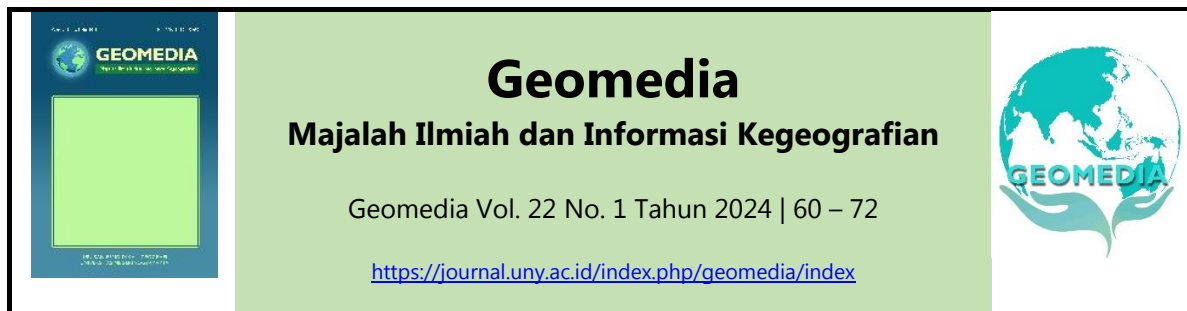 GEOMEDIA
Geomedia
Majalah Ilmiah dan Informasi Kegeografian
Geomedia Vol. 22 No. 1 Tahun 2024 | 60 – 72
https://journal.uny.ac.id/index.php/geomedia/index
GEOMEDIA